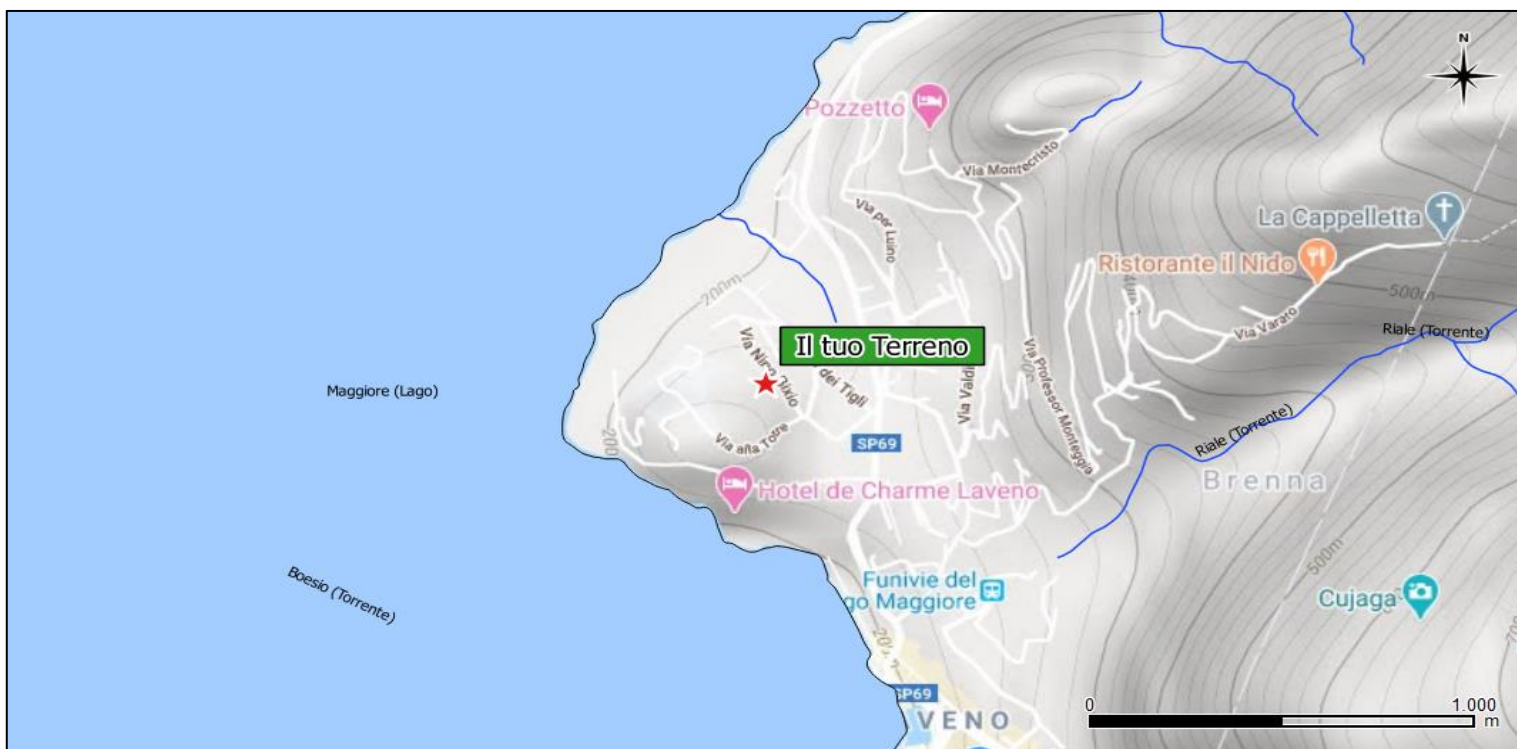 N
Pozzetto
Via Montecristo
Via per Luino
La Cappelletta
Ristorante il Nido
200m
500m
Riale (Torrente)
Via Varato
Il tuo Terreno
dei Tigli
Via Valdi
Via Professor Monteggia
Maggiore (Lago)
Riale (Torrente)
200
Via alla Torre
SP69
Brenna
Hotel de Charme Laveno
500m
Boesio (Torrente)
Funivie del
go Maggiore
Cujaga
SP69
VENO
0
1.000
m